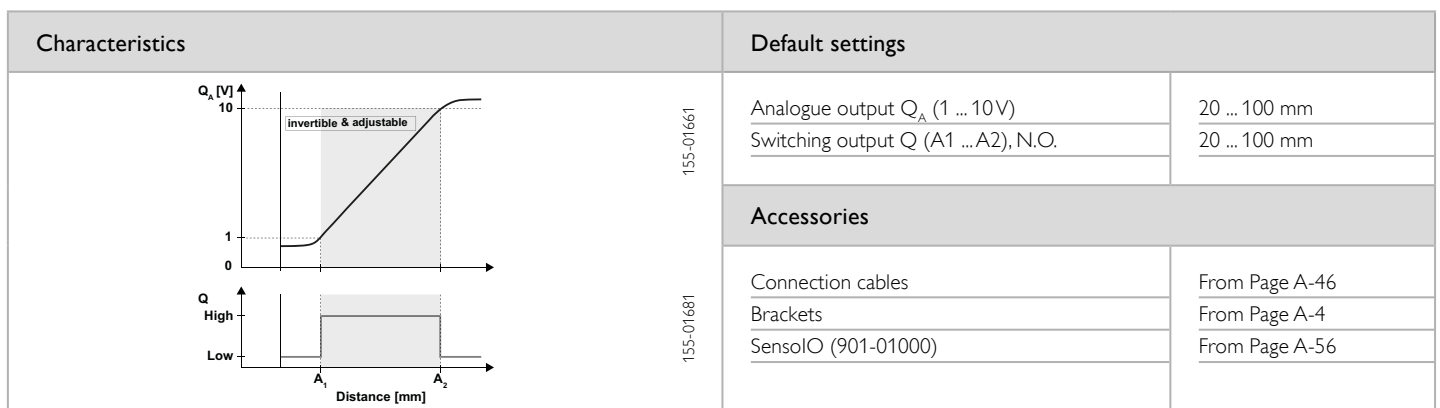 Characteristics
Q_A [V]
10
invertible & adjustable
1
0
155-01661
Q
High
Low
A_1
A_2
Distance [mm]
155-01681
Default settings
Analogue output Q_A (1 ... 10 V) 20 ... 100 mm
Switching output Q (A1 ... A2), N.O. 20 ... 100 mm
Accessories
Connection cables From Page A-46
Brackets From Page A-4
SensoIO (901-01000) From Page A-56